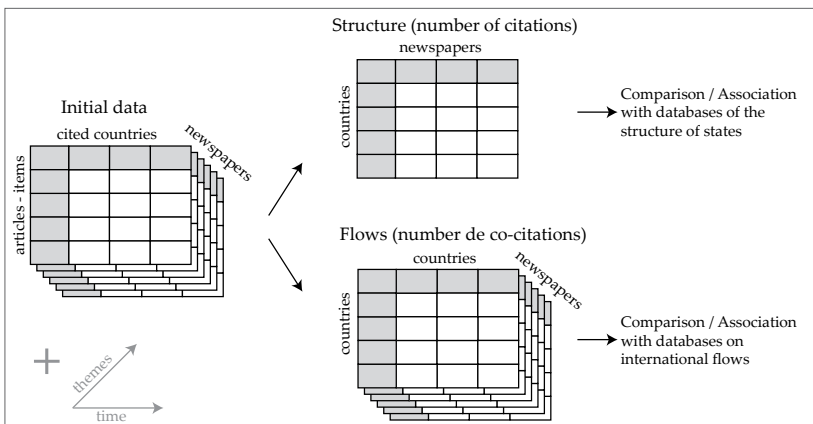 Structure (number of citations)
newspapers
countries
Initial data
cited countries
newspapers
articles - items
Comparison / Association
with databases of the
structure of states
Flows (number de co-citations)
countries
newspapers
countries
Comparison / Association
with databases on
international flows
+
themes
time